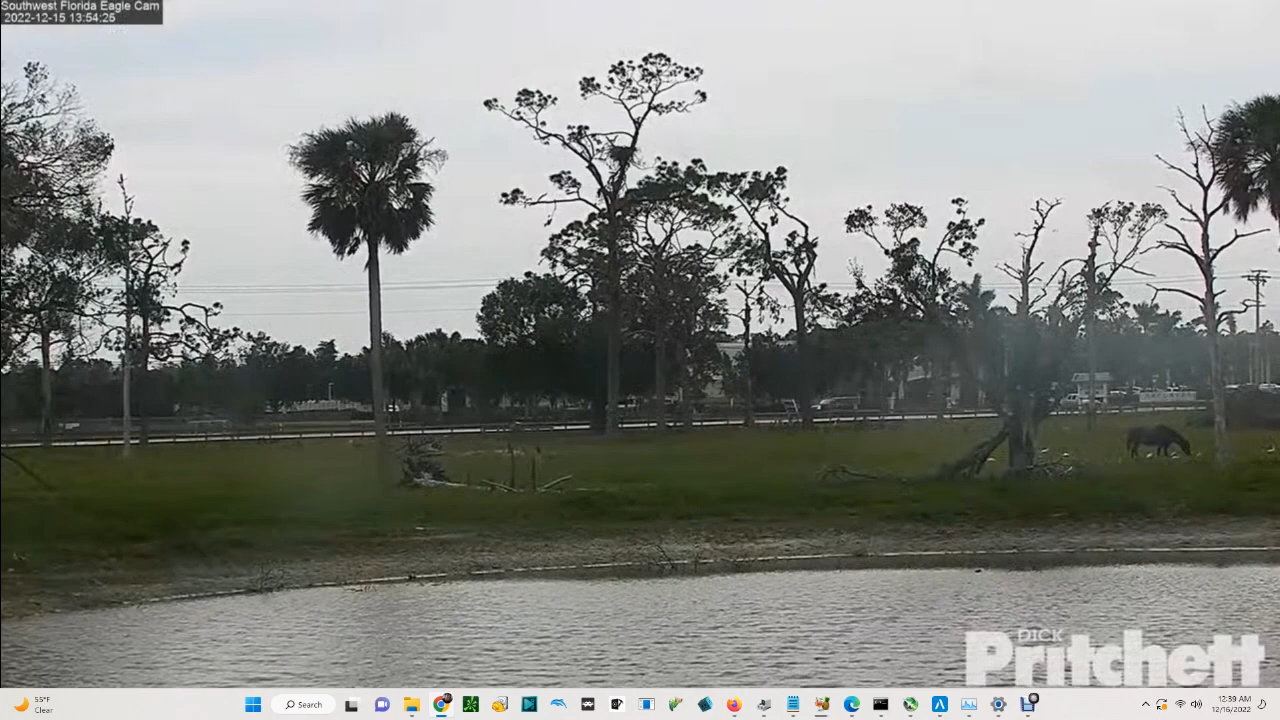 Southwest Florida Eagle Cam
2022-12-15 13:54:25
DICK
Pritchett
55°F
Clear
Search
12:39 AM
12/16/2022